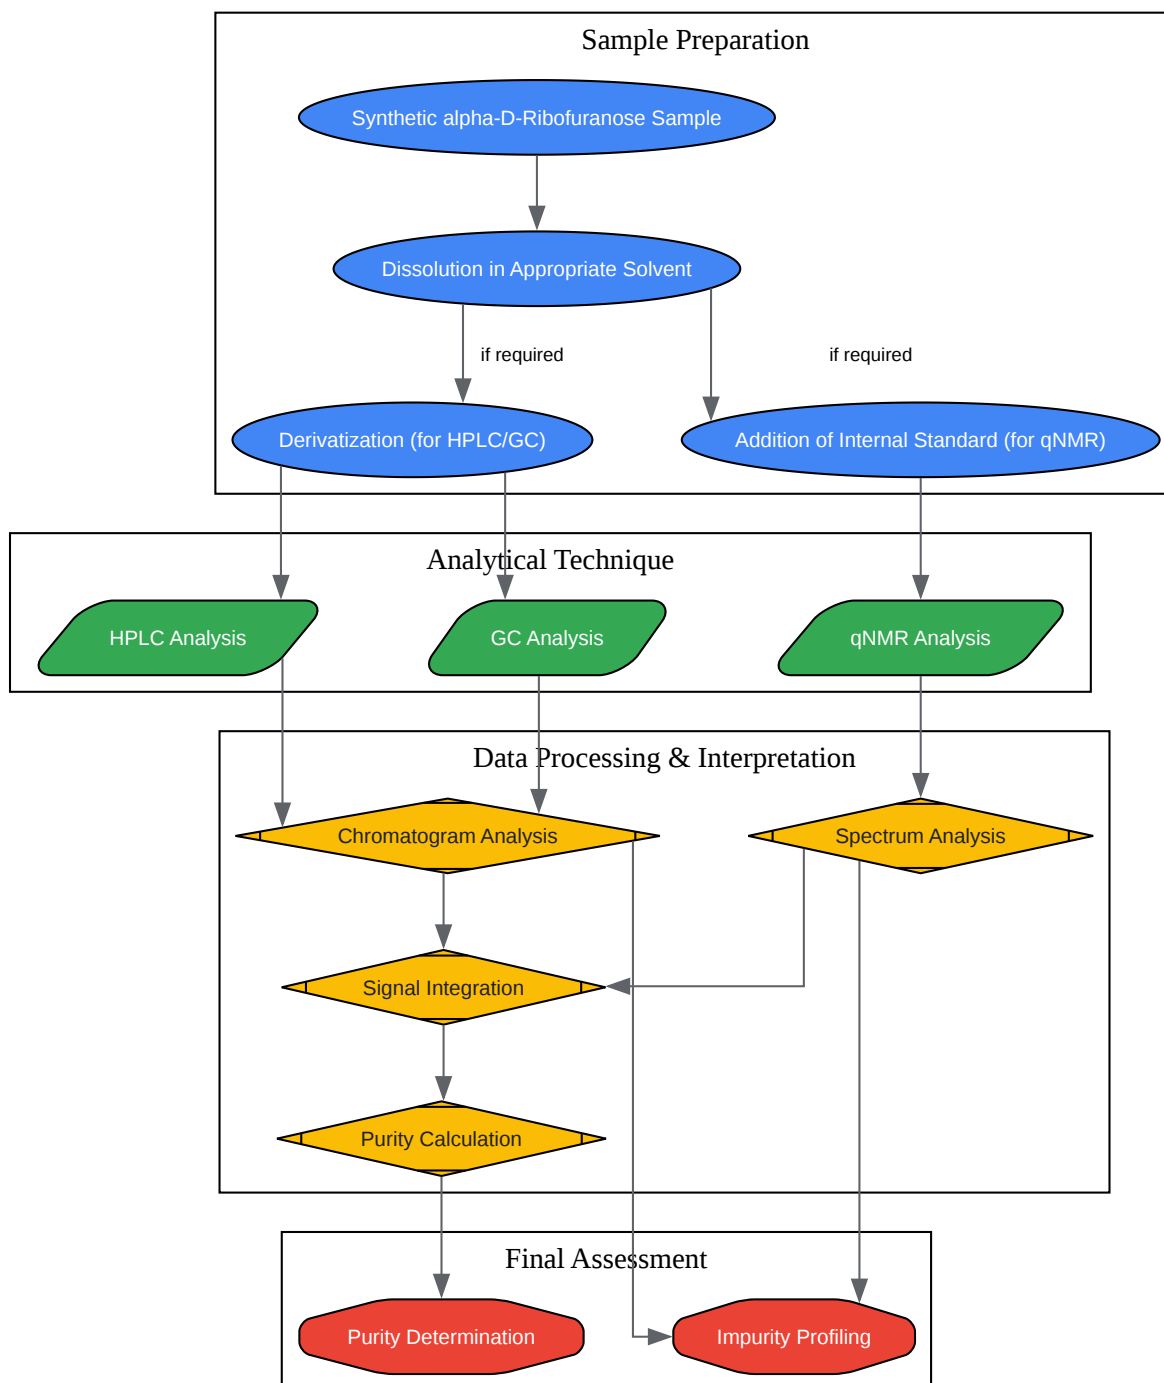 Sample Preparation
Synthetic alpha-D-Ribofuranose Sample
Dissolution in Appropriate Solvent
if required
if required
Derivatization (for HPLC/GC)
Addition of Internal Standard (for qNMR)
Analytical Technique
HPLC Analysis
GC Analysis
qNMR Analysis
Data Processing & Interpretation
Chromatogram Analysis
Spectrum Analysis
Signal Integration
Purity Calculation
Final Assessment
Purity Determination
Impurity Profiling